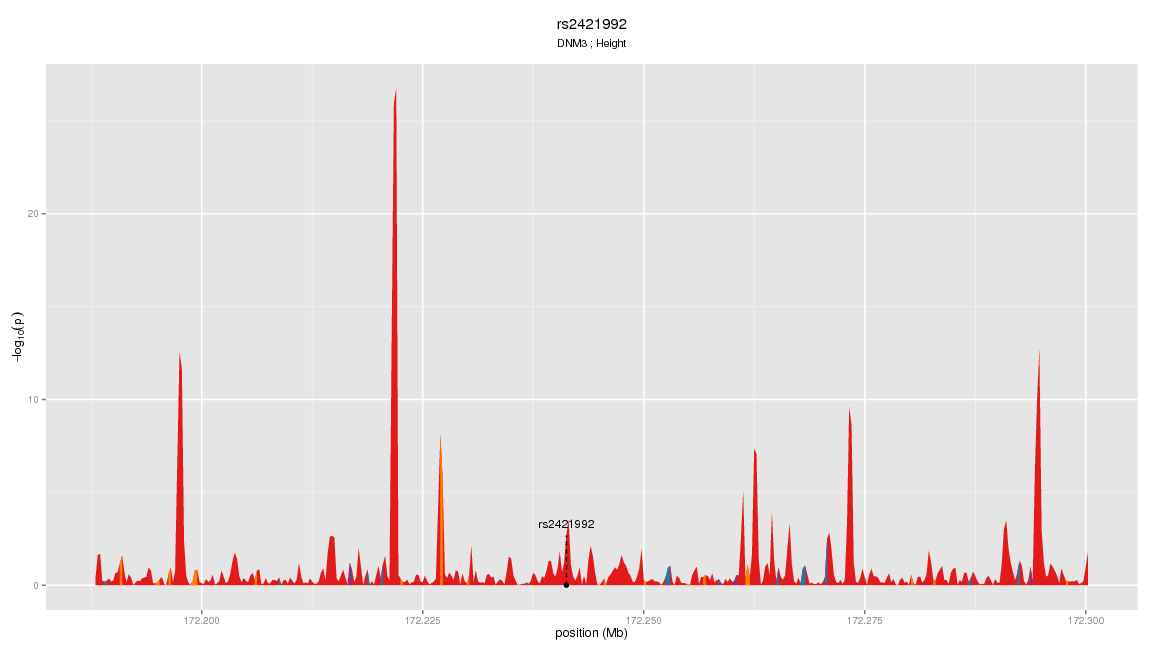 rs2421992
DNM3 ; Height
−log10(p)
20
10
0
rs2421992
172.200 172.225 172.250 172.275 172.300
position (Mb)